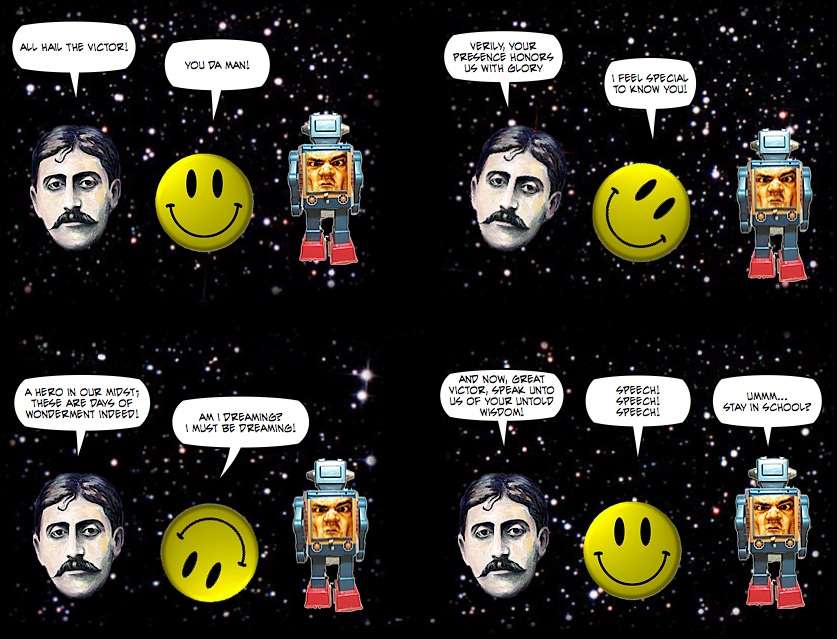 ALL HAIL THE VICTOR!
YOU DA MAN!
VERILY, YOUR
PRESENCE HONORS
US WITH GLORY
I FEEL SPECIAL
TO KNOW YOU!
A HERO IN OUR MIDST;
THESE ARE DAYS OF
WONDERMENT INDEED!
AM I DREAMING?
I MUST BE DREAMING!
AND NOW, GREAT
VICTOR, SPEAK UNTO
US OF YOUR UNTOLD
WISDOM!
SPEECH!
SPEECH!
SPEECH!
UMMM...
STAY IN SCHOOL?